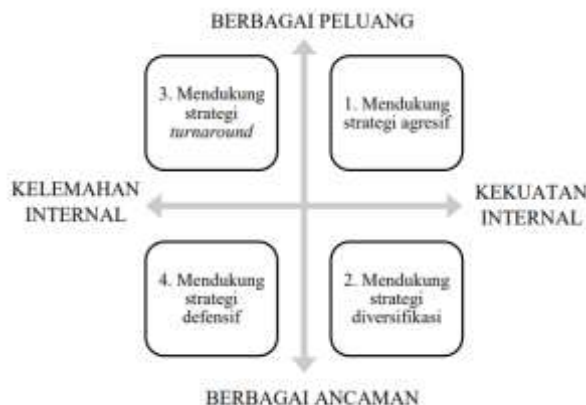 BERBAGAI PELUANG
3. Mendukung
strategi
turnaround
1. Mendukung
strategi agresif
KELEMAHAN
INTERNAL
KEKUATAN
INTERNAL
4. Mendukung
strategi
defensif
2. Mendukung
strategi
diversifikasi
BERBAGAI ANCAMAN